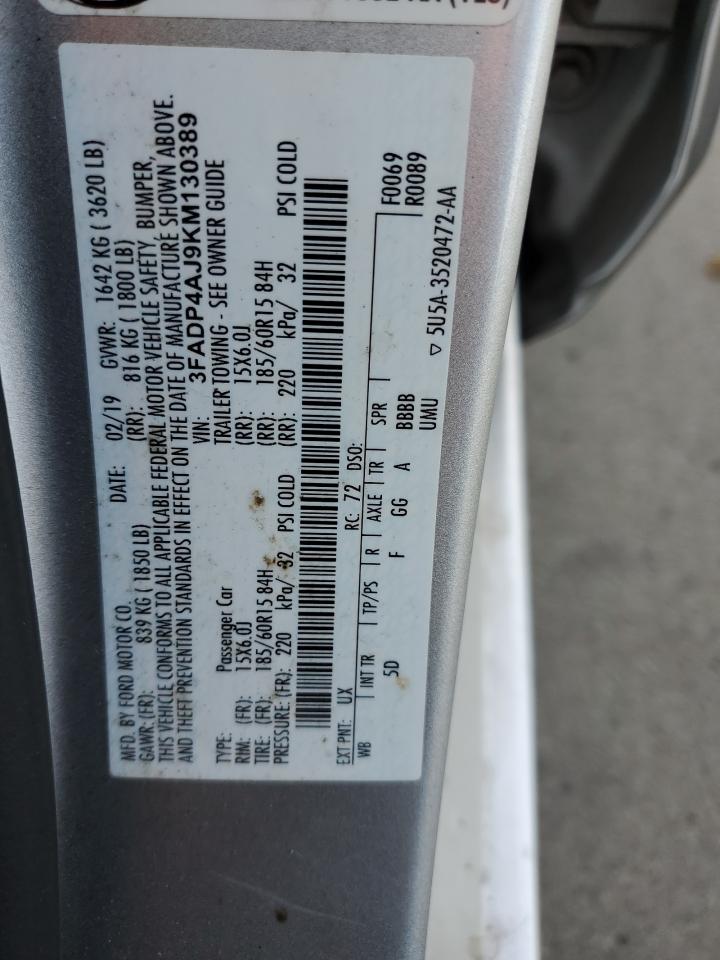 MFD. BY FORD MOTOR CO. DATE: 02/19 GVWR: 1642 KG ( 3620 LB)
GAWR: (FR): 839 KG ( 1850 LB) (RR): 816 KG ( 1800 LB)
THIS VEHICLE CONFORMS TO ALL APPLICABLE FEDERAL MOTOR VEHICLE SAFETY, BUMPER,
AND THEFT PREVENTION STANDARDS IN EFFECT ON THE DATE OF MANUFACTURE SHOWN ABOVE.
VIN: 3FADP4AJ9KM130389
TYPE: Passenger Car TRAILER TOWING - SEE OWNER GUIDE
RIM: (FR): 15X6.0J (RR): 15X6.0J
TIRE: (FR): 185/60R15 84H (RR): 185/60R15 84H
PRESSURE: (FR): 220 kPa/ 32 PSI COLD (RR): 220 kPa/ 32 PSI COLD
EXT PNT: UX RC: 72 DSO: F0069
R0089
WB INT TR TP/PS R AXLE TR SPR
5D F GG A BBBB
UMU
▽ 5U5A-3520472-AA